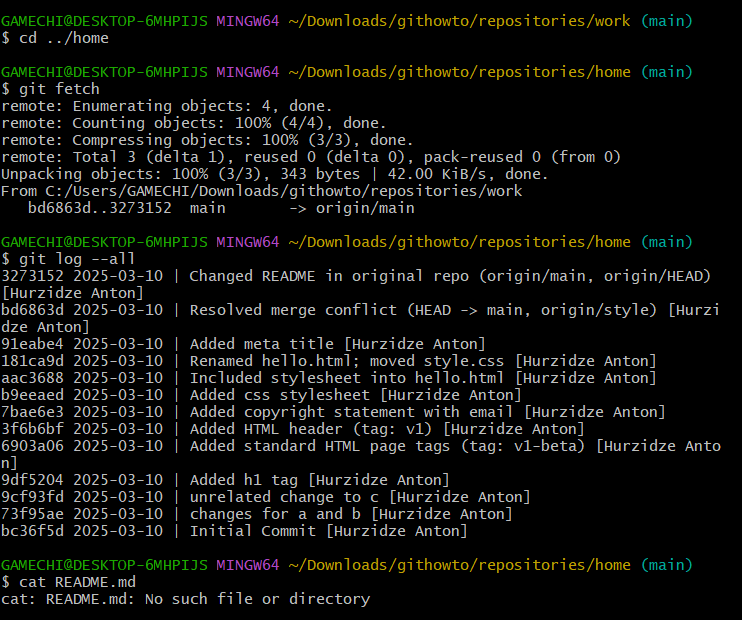 GAMECHI@DESKTOP-6MHPIJS MINGW64 ~/Downloads/githowto/repositories/work (main)
$ cd ../home
GAMECHI@DESKTOP-6MHPIJS MINGW64 ~/Downloads/githowto/repositories/home (main)
$ git fetch
remote: Enumerating objects: 4, done.
remote: Counting objects: 100% (4/4), done.
remote: Compressing objects: 100% (3/3), done.
remote: Total 3 (delta 1), reused 0 (delta 0), pack-reused 0 (from 0)
Unpacking objects: 100% (3/3), 343 bytes | 42.00 KiB/s, done.
From C:/Users/GAMECHI/Downloads/githowto/repositories/work
   bd6863d..3273152  main       -> origin/main
GAMECHI@DESKTOP-6MHPIJS MINGW64 ~/Downloads/githowto/repositories/home (main)
$ git log --all
3273152 2025-03-10 | Changed README in original repo (origin/main, origin/HEAD)
[Hurzidze Anton]
bd6863d 2025-03-10 | Resolved merge conflict (HEAD -> main, origin/style) [Hurzi
dze Anton]
91eabe4 2025-03-10 | Added meta title [Hurzidze Anton]
181ca9d 2025-03-10 | Renamed hello.html; moved style.css [Hurzidze Anton]
aac3688 2025-03-10 | Included stylesheet into hello.html [Hurzidze Anton]
b9eeaed 2025-03-10 | Added css stylesheet [Hurzidze Anton]
7bae6e3 2025-03-10 | Added copyright statement with email [Hurzidze Anton]
3f6b6bf 2025-03-10 | Added HTML header (tag: v1) [Hurzidze Anton]
6903a06 2025-03-10 | Added standard HTML page tags (tag: v1-beta) [Hurzidze Anto
n]
9df5204 2025-03-10 | Added h1 tag [Hurzidze Anton]
9cf93fd 2025-03-10 | unrelated change to c [Hurzidze Anton]
73f95ae 2025-03-10 | changes for a and b [Hurzidze Anton]
bc36f5d 2025-03-10 | Initial Commit [Hurzidze Anton]
GAMECHI@DESKTOP-6MHPIJS MINGW64 ~/Downloads/githowto/repositories/home (main)
$ cat README.md
cat: README.md: No such file or directory